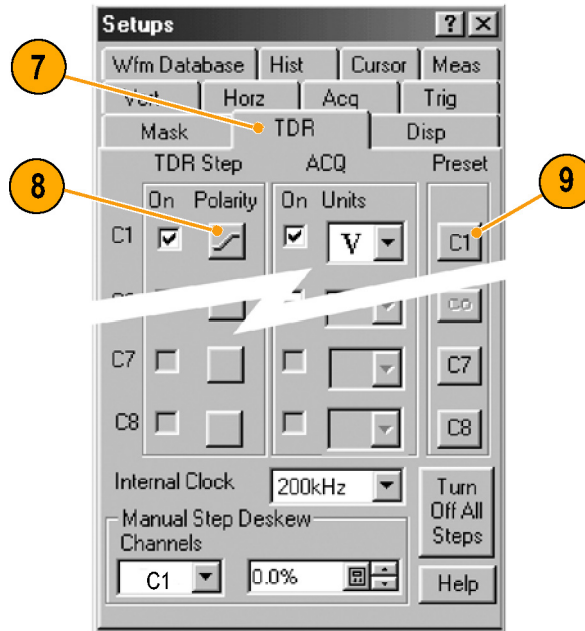 Setups ? ×
7
Wfm Database Hist Cursor Meas
Vert Horz Acq Trig
Mask TDR Disp
TDR Step ACQ Preset
8
9
On Polarity On Units
C1 V C1
C7 C7
C8 C8
Internal Clock 200kHz
Turn Off All Steps
Manual Step Deskew
Channels
C1 0.0% Help